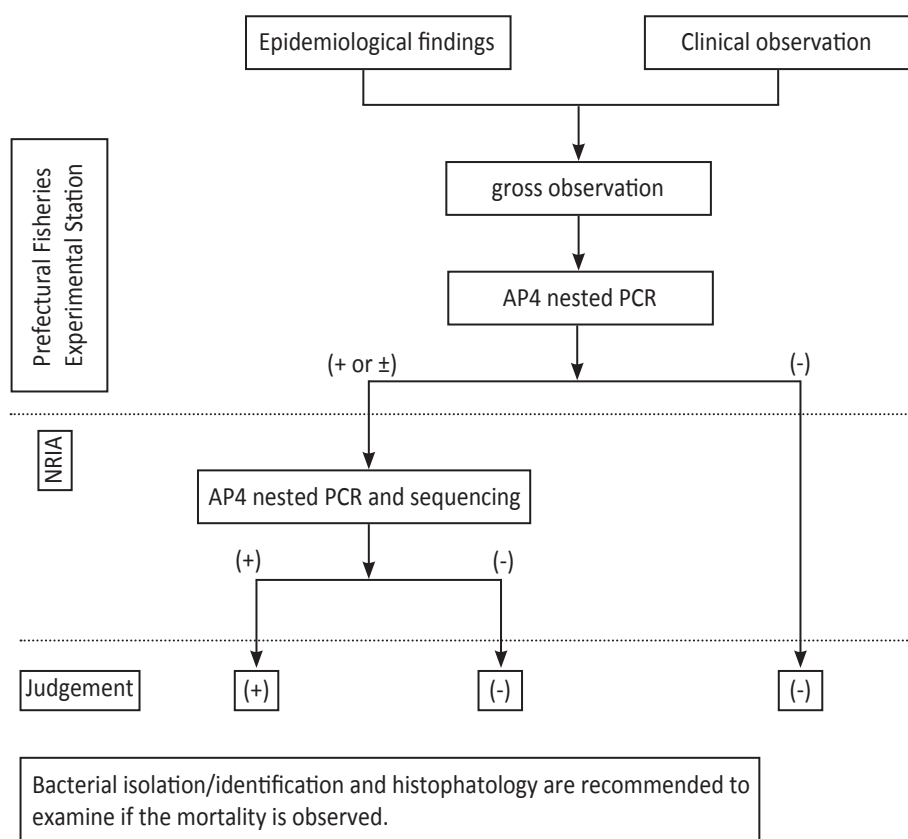 Epidemiological findings
Clinical observation
Prefectural Fisheries
Experimental Station
gross observation
AP4 nested PCR
(+ or ±)
(-)
NRIA
AP4 nested PCR and sequencing
(+)
(-)
Judgement
(+)
(-)
(-)
Bacterial isolation/identification and histophatology are recommended to
examine if the mortality is observed.